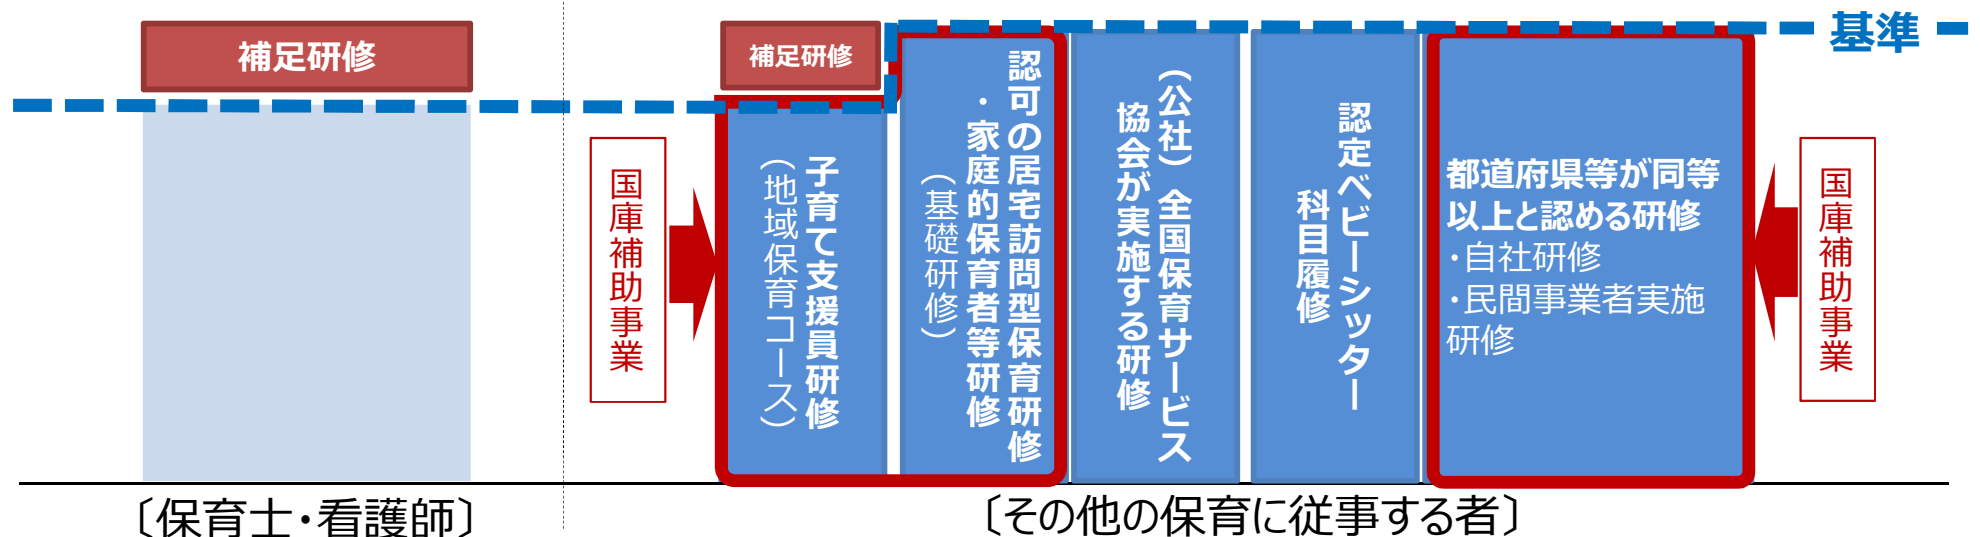 補足研修
補足研修
基準
国庫補助事業
子育て支援員研修
（地域保育コース）
認可の居宅訪問型保育研修
・家庭的保育者等研修
（基礎研修）
（公社）全国保育サービス
協会が実施する研修
認定ベビーシッター
科目履修
都道府県等が同等
以上と認める研修
・自社研修
・民間事業者実施
研修
国庫補助事業
〔保育士・看護師〕
〔その他の保育に従事する者〕